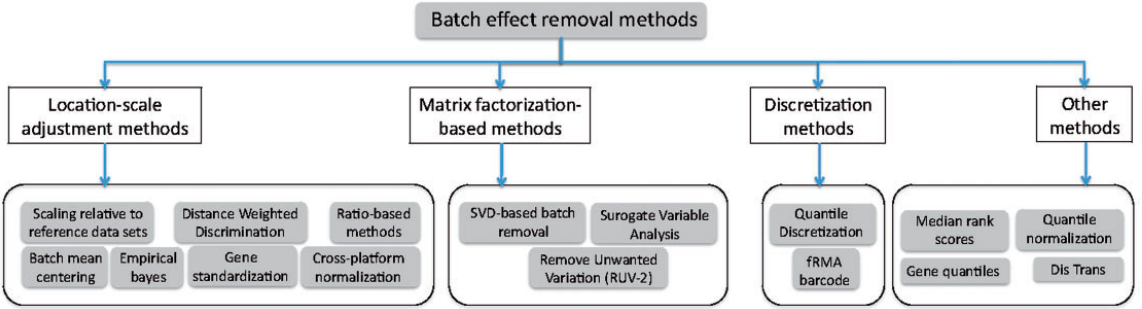 Batch effect removal methods
Location-scale
adjustment methods
Matrix factorization-
based methods
Discretization
methods
Other
methods
Scaling relative to
reference data sets
Distance Weighted
Discrimination
Ratio-based
methods
Batch mean
centering
Empirical
bayes
Gene
standardization
Cross-platform
normalization
SVD-based batch
removal
Surogate Variable
Analysis
Remove Unwanted
Variation (RUV-2)
Quantile
Discretization
fRMA
barcode
Median rank
scores
Quantile
normalization
Gene quantiles
Dis Trans